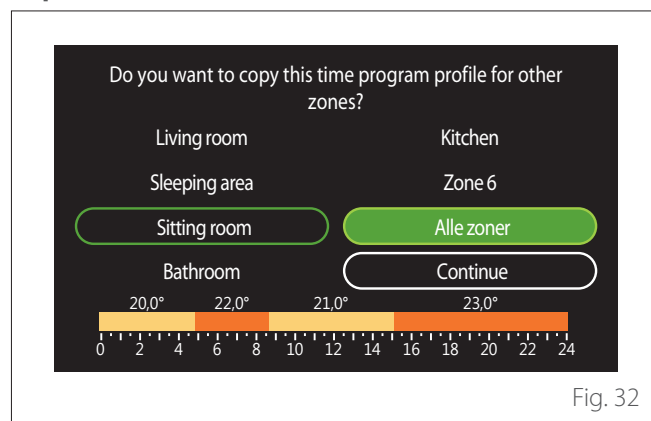 Do you want to copy this time program profile for other
zones?
Living room Kitchen
Sleeping area Zone 6
Sitting room Alle zoner
Bathroom Continue
20,0° 22,0° 21,0° 23,0°
0 2 4 6 8 10 12 14 16 18 20 22 24
Fig. 32